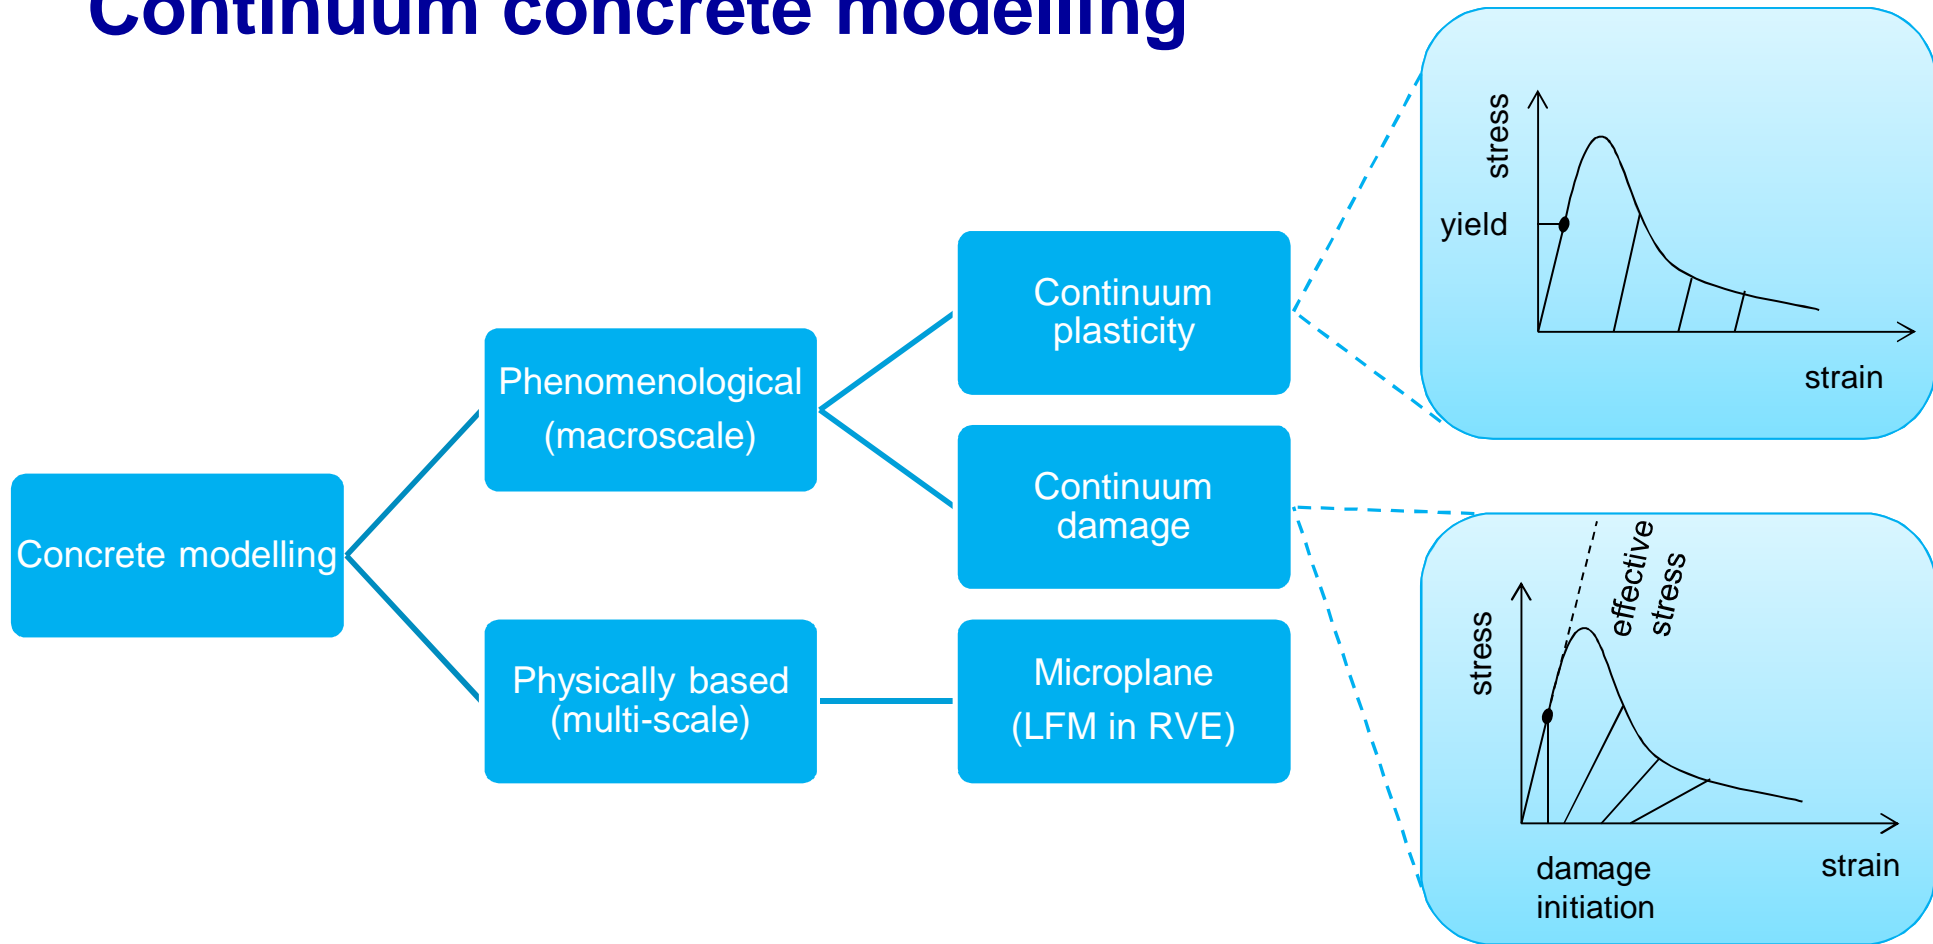 Continuum concrete modelling
Concrete modelling
Phenomenological
(macroscale)
Physically based
(multi-scale)
Continuum
plasticity
Continuum
damage
Microplane
(LFM in RVE)
stress
yield
strain
effective
stress
stress
damage
initiation
strain